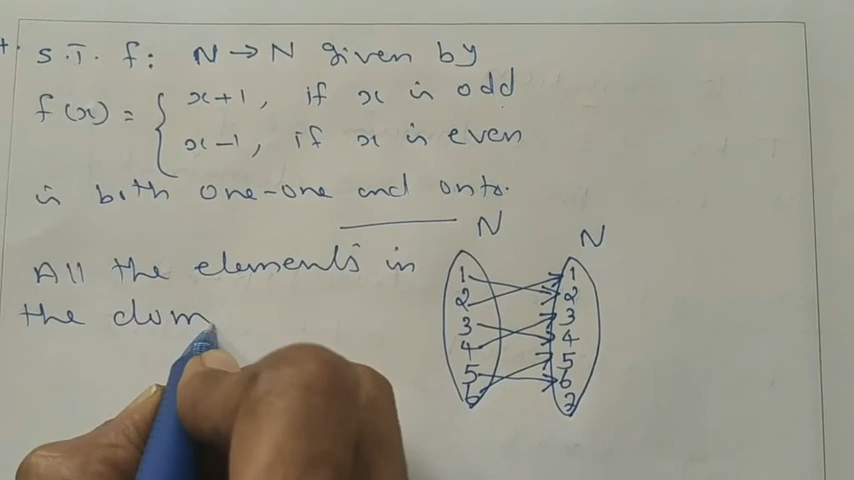 S.T. f: N → N given by
f(x) = { x+1, if x is odd
x-1, if x is even
is both one-one and onto.
N
N
All the elements in
the dom
1
2
3
4
5
6
1
2
3
4
5
6
7